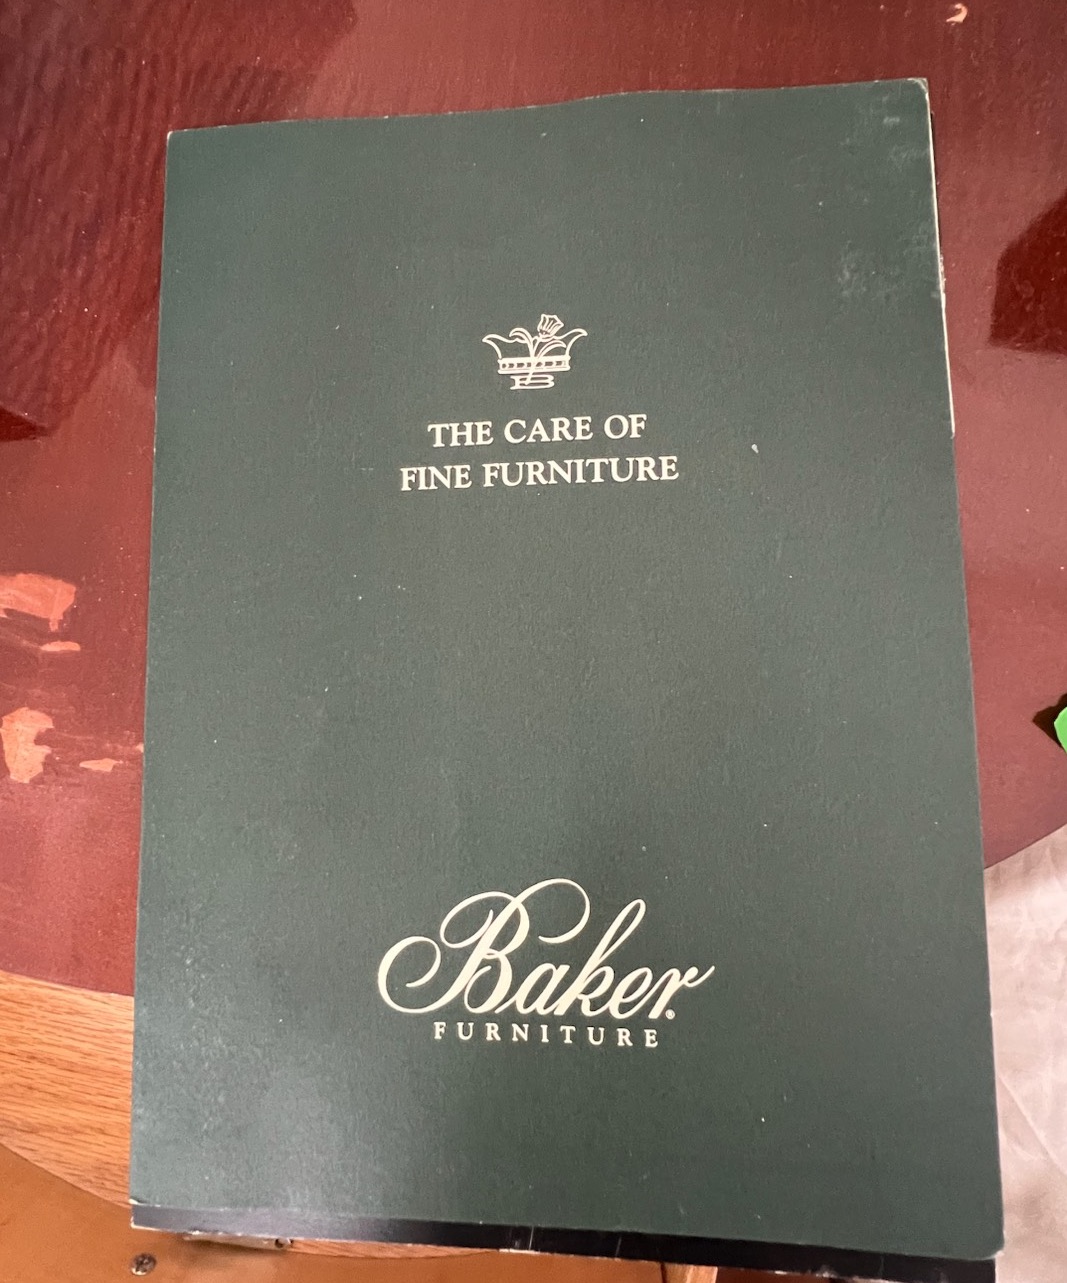 B
THE CARE OF
FINE FURNITURE
Baker®
FURNITURE